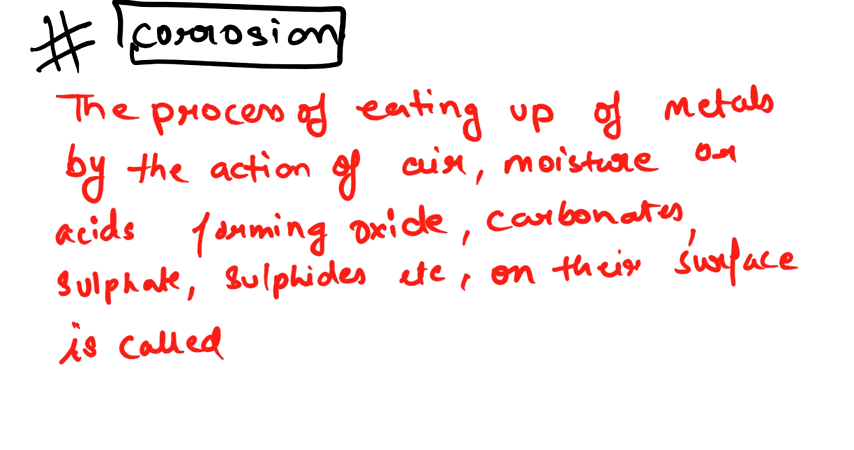 # corrosion
The process of eating up of metals
by the action of air, moisture or
acids forming oxide, carbonates,
sulphate, sulphides etc, on their surface
is called